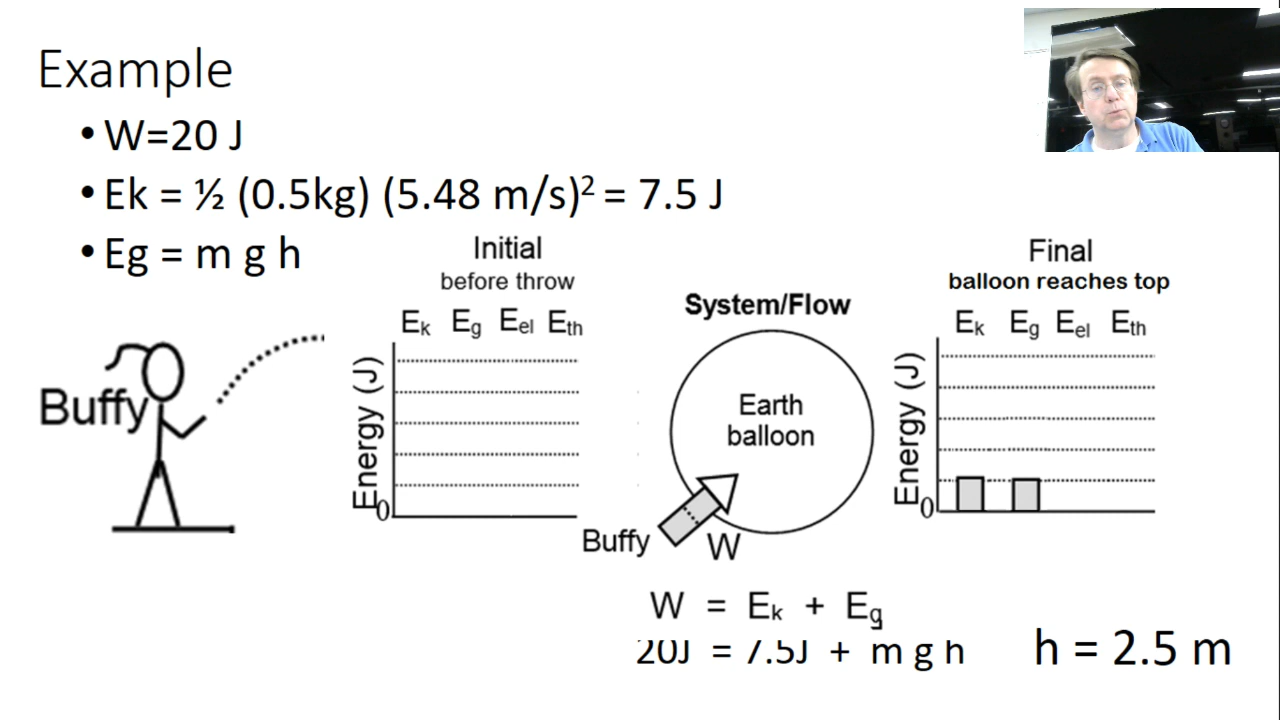 Example
• W=20 J
• Ek = ½ (0.5kg) (5.48 m/s)² = 7.5 J
• Eg = m g h
Buffy
Initial
before throw
Ek Eg Eel Eth
Energy (J)
0
System/Flow
Earth
balloon
Buffy
W
Final
balloon reaches top
Ek Eg Eel Eth
Energy (J)
0
W = Ek + Eg
20J = 7.5J + m g h
h = 2.5 m